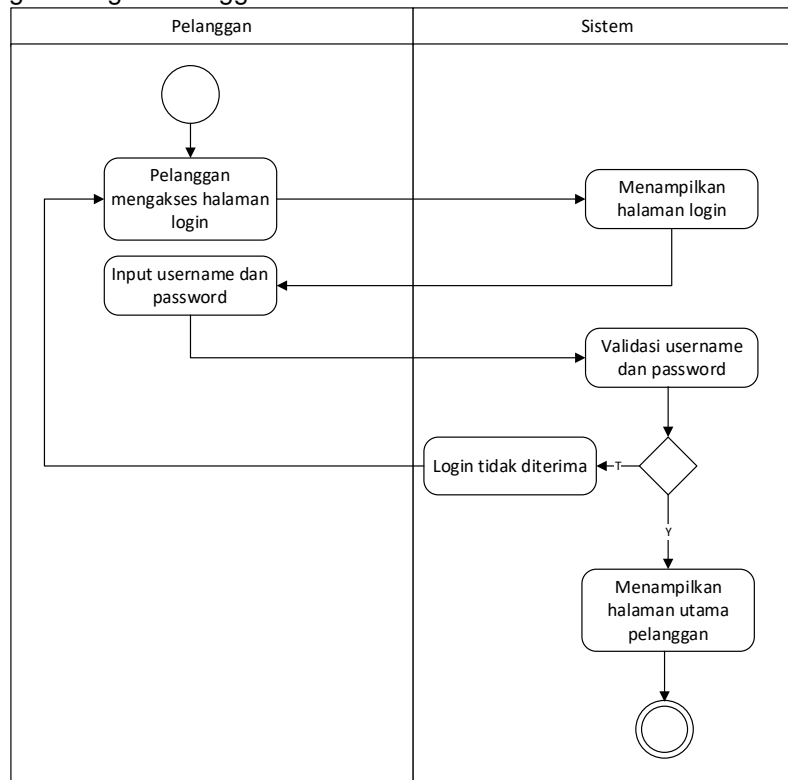 Pelanggan
Sistem
Pelanggan
mengakses halaman
login
Menampilkan
halaman login
Input username dan
password
Validasi username
dan password
Login tidak diterima
T
Y
Menampilkan
halaman utama
pelanggan